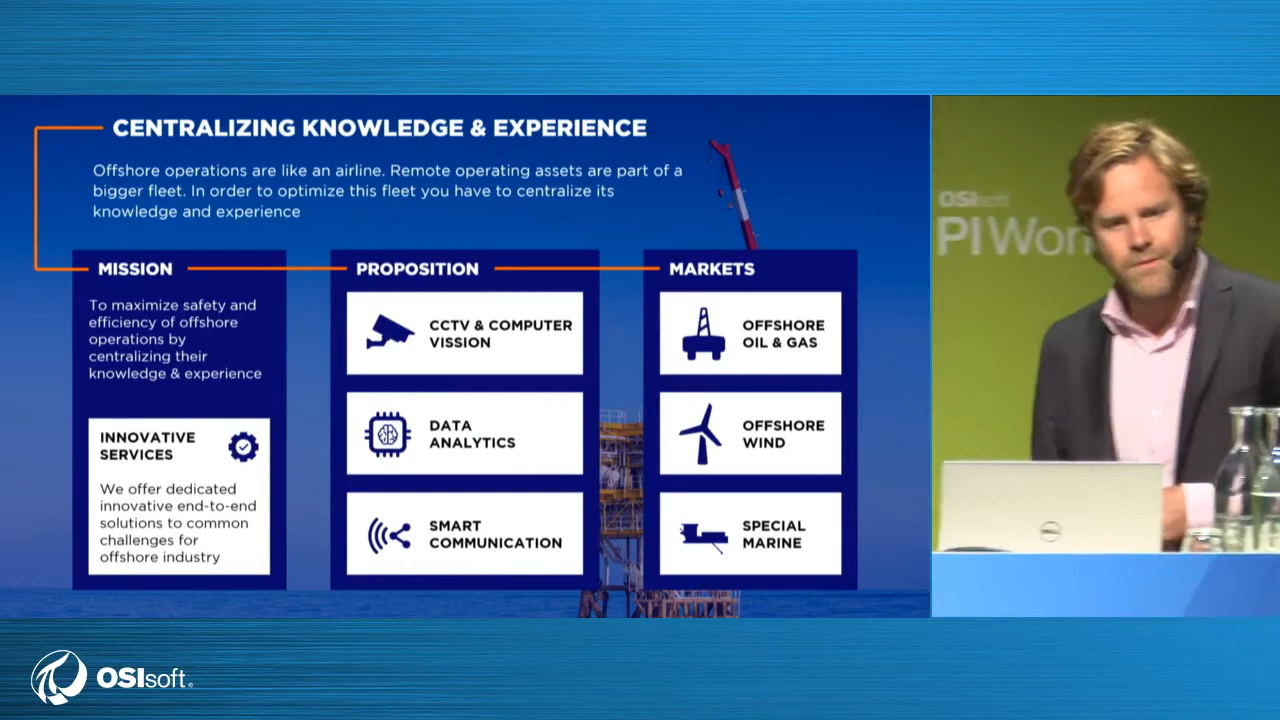 CENTRALIZING KNOWLEDGE & EXPERIENCE
Offshore operations are like an airline. Remote operating assets are part of a
bigger fleet. In order to optimize this fleet you have to centralize its
knowledge and experience
MISSION
To maximize safety and
efficiency of offshore
operations by
centralizing their
knowledge & experience
INNOVATIVE
SERVICES
We offer dedicated
innovative end-to-end
solutions to common
challenges for
offshore industry
PROPOSITION
CCTV & COMPUTER
VISSION
DATA
ANALYTICS
SMART
COMMUNICATION
MARKETS
OFFSHORE
OIL & GAS
OFFSHORE
WIND
SPECIAL
MARINE
OSIsoft
PI Wor
DELL
OSIsoft.